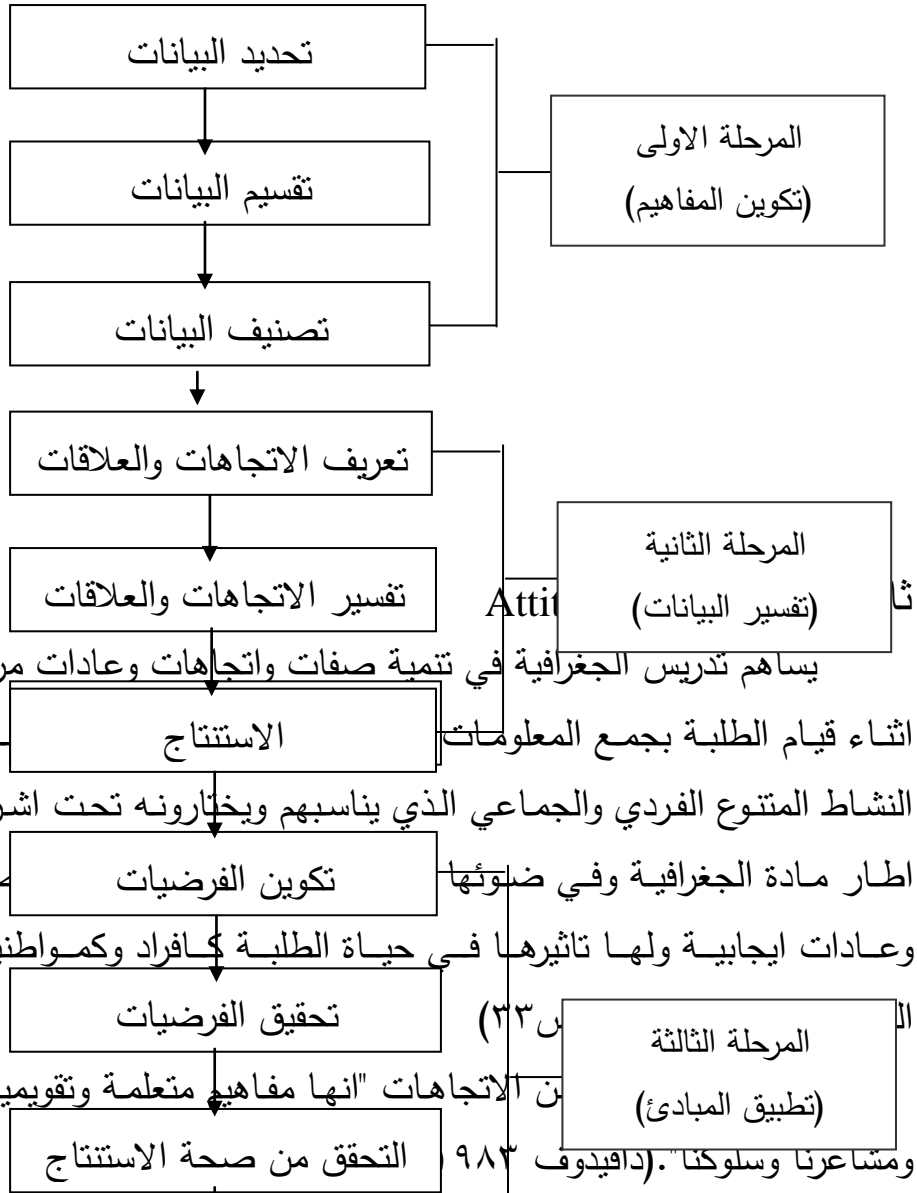 تحديد البيانات
تقسيم البيانات
تصنيف البيانات
المرحلة الاولى
(تكوين المفاهيم)
تعريف الاتجاهات والعلاقات
تفسير الاتجاهات والعلاقات
الاستنتاج
المرحلة الثانية
(تفسير البيانات)
تكوين الفرضيات
تحقيق الفرضيات
التحقق من صحة الاستنتاج
المرحلة الثالثة
(تطبيق المبادئ)
يساهم تدريس الجغرافية في تنمية صفات واتجاهات وعادات
اثناء قيام الطلبة بجمع المعلومات
النشاط المتنوع الفردي والجماعي الذي يناسبهم ويختارونه تحت
اطار مادة الجغرافية وفي ضوئها
وعادات ايجابية ولها تاثيرها في حياة الطلبة كافراد
٣٣)
الاتجاهات "انها مفاهيم متعلمة
ومشاعرنا وسلوكنا".(دافيدوف